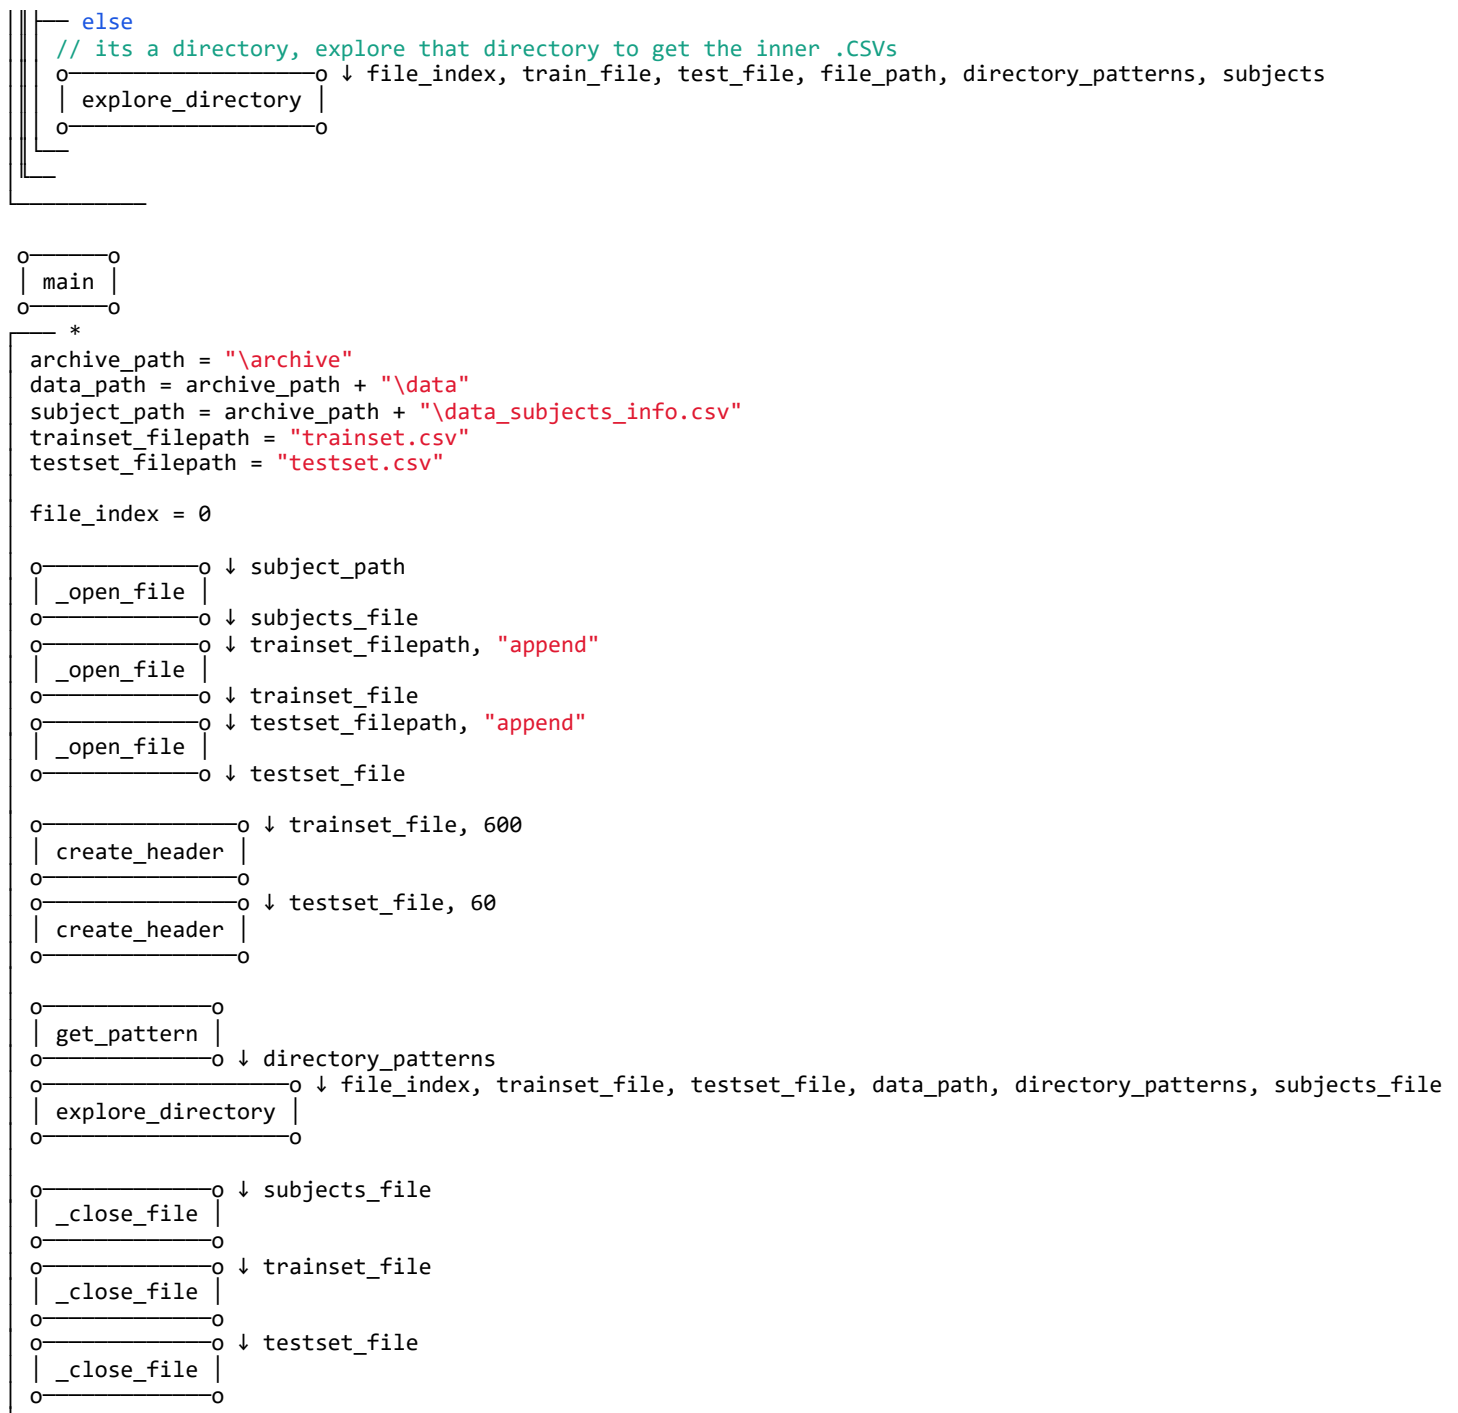 else
// its a directory, explore that directory to get the inner .CSVs
o───────────────────o ↓ file_index, train_file, test_file, file_path, directory_patterns, subjects
│ explore_directory │
o───────────────────o
o──────o
│ main │
o──────o
*
archive_path = "\archive"
data_path = archive_path + "\data"
subject_path = archive_path + "\data_subjects_info.csv"
trainset_filepath = "trainset.csv"
testset_filepath = "testset.csv"
file_index = 0
o────────────o ↓ subject_path
│ _open_file │
o────────────o ↓ subjects_file
o────────────o ↓ trainset_filepath, "append"
│ _open_file │
o────────────o ↓ trainset_file
o────────────o ↓ testset_filepath, "append"
│ _open_file │
o────────────o ↓ testset_file
o───────────────o ↓ trainset_file, 600
│ create_header │
o───────────────o
o───────────────o ↓ testset_file, 60
│ create_header │
o───────────────o
o─────────────o
│ get_pattern │
o─────────────o ↓ directory_patterns
o───────────────────o ↓ file_index, trainset_file, testset_file, data_path, directory_patterns, subjects_file
│ explore_directory │
o───────────────────o
o─────────────o ↓ subjects_file
│ _close_file │
o─────────────o
o─────────────o ↓ trainset_file
│ _close_file │
o─────────────o
o─────────────o ↓ testset_file
│ _close_file │
o─────────────o